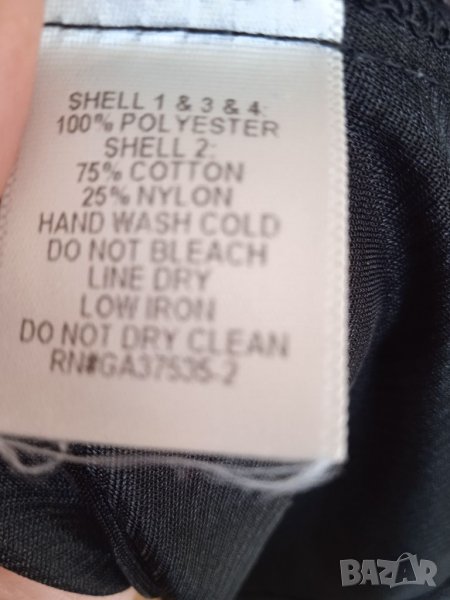 SHELL 1 & 3 & 4:
100% POLYESTER
SHELL 2:
75% COTTON
25% NYLON
HAND WASH COLD
DO NOT BLEACH
LINE DRY
LOW IRON
DO NOT DRY CLEAN
RN#GA37535-2
BAZAR